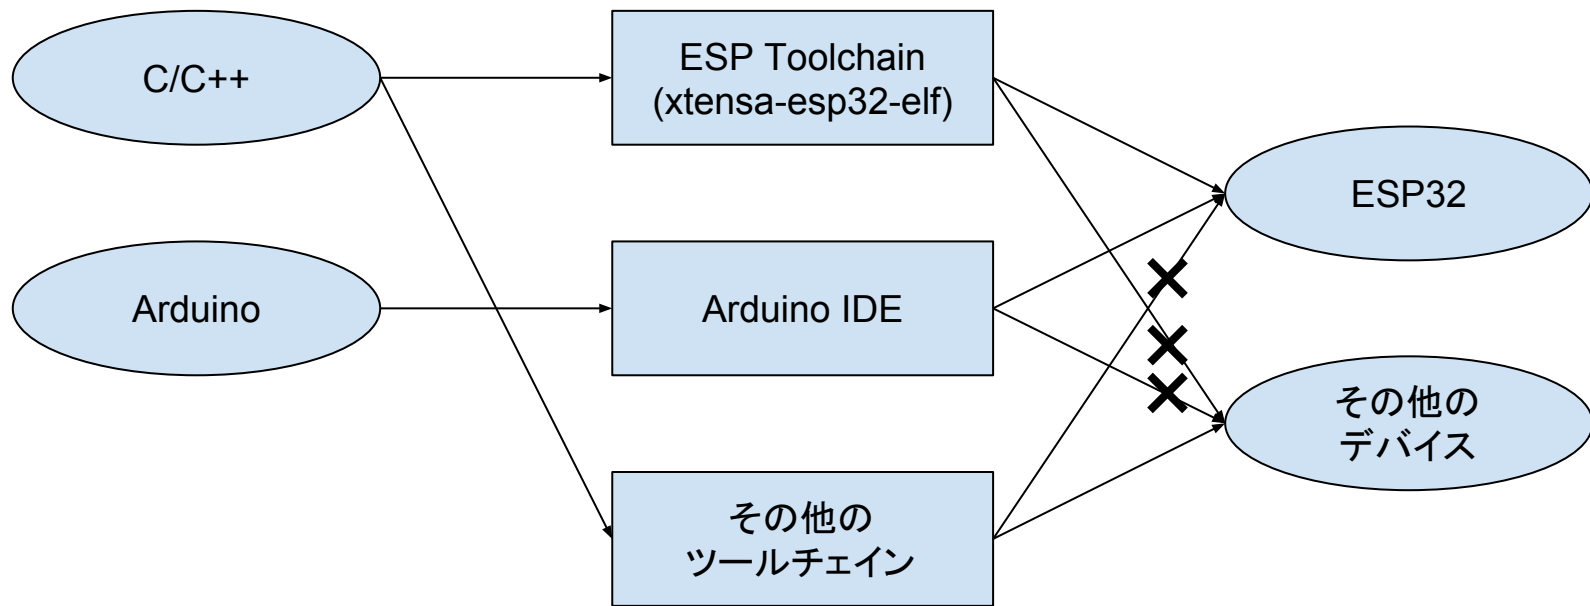 C/C++
ESP Toolchain
(xtensa-esp32-elf)
ESP32
Arduino
Arduino IDE
その他の
デバイス
その他の
ツールチェイン